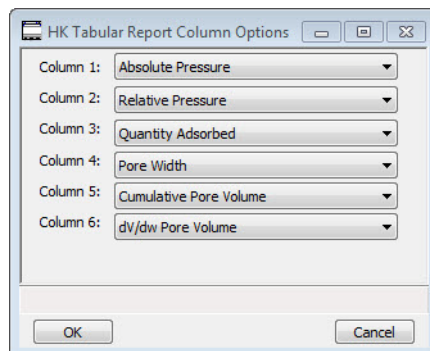 HK Tabular Report Column Options
Column 1: Absolute Pressure
Column 2: Relative Pressure
Column 3: Quantity Adsorbed
Column 4: Pore Width
Column 5: Cumulative Pore Volume
Column 6: dV/dw Pore Volume
OK Cancel